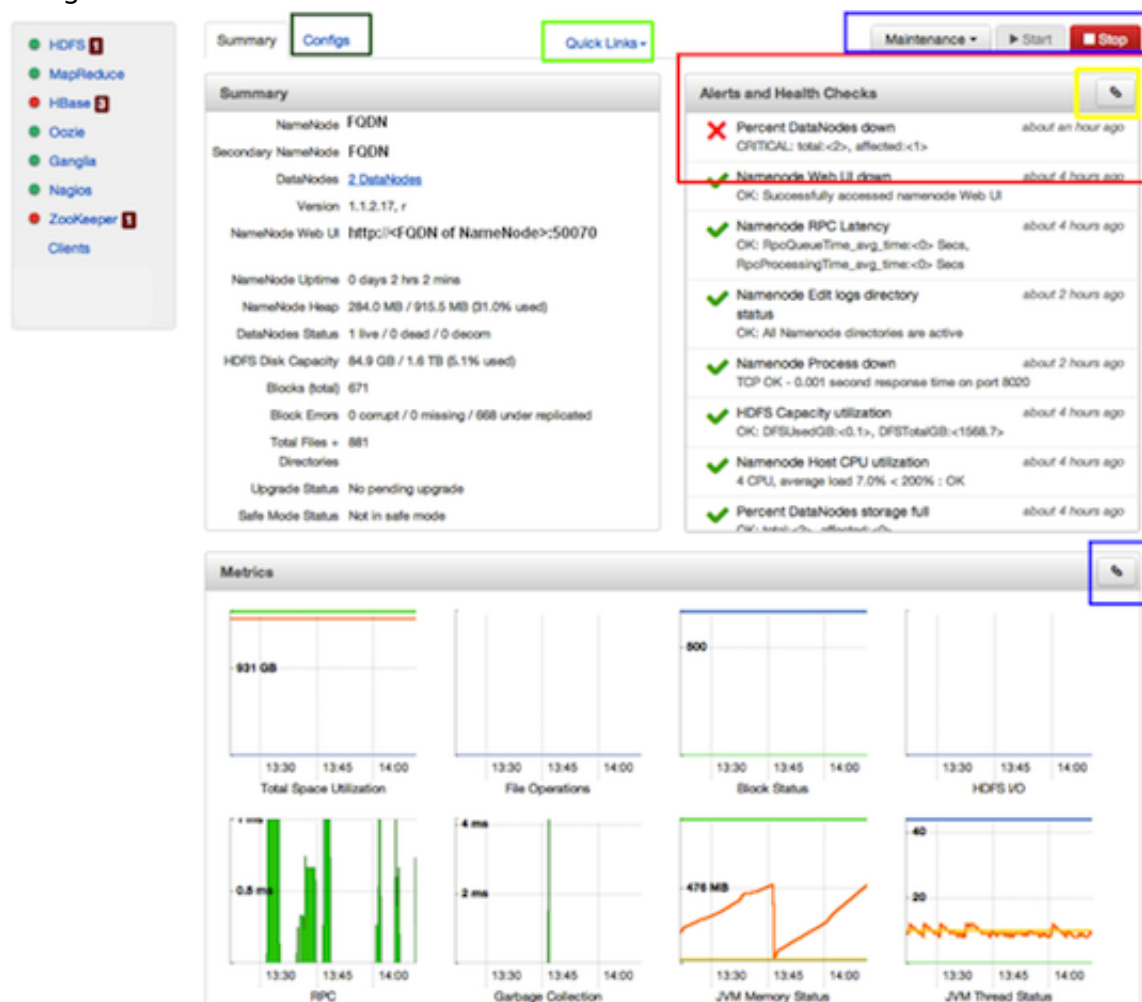 HDFS 1
MapReduce
HBase 3
Oozie
Ganglia
Nagios
ZooKeeper 1
Clients
Summary Configs Quick Links Maintenance Start Stop
Summary
NameNode FQDN
Secondary NameNode FQDN
DataNodes 2 DataNodes
Version 1.1.2.17, r
NameNode Web UI http://<FQDN of NameNode>:50070
NameNode Uptime 0 days 2 hrs 2 mins
NameNode Heap 284.0 MB / 915.5 MB (31.0% used)
DataNodes Status 1 live / 0 dead / 0 decom
HDFS Disk Capacity 84.9 GB / 1.6 TB (5.1% used)
Blocks (total) 671
Block Errors 0 corrupt / 0 missing / 668 under replicated
Total Files + 881
Directories
Upgrade Status No pending upgrade
Safe Mode Status Not in safe mode
Alerts and Health Checks
Percent DataNodes down about an hour ago
CRITICAL: total:<2>, affected:<1>
Namenode Web UI down about 4 hours ago
OK: Successfully accessed namenode Web UI
Namenode RPC Latency about 4 hours ago
OK: RpcQueueTime_avg_time:<0> Secs,
RpcProcessingTime_avg_time:<0> Secs
Namenode Edit logs directory about 2 hours ago
status
OK: All Namenode directories are active
Namenode Process down about 2 hours ago
TCP OK - 0.001 second response time on port 8020
HDFS Capacity utilization about 4 hours ago
OK: DFSUsedGB:<0.1>, DFSTotalGB:<1568.7>
Namenode Host CPU utilization about 4 hours ago
4 CPU, average load 7.0% < 200% : OK
Percent DataNodes storage full about 4 hours ago
OK: total:<2>, affected:<0>
Metrics
931 GB
13:30 13:45 14:00
Total Space Utilization
13:30 13:45 14:00
File Operations
500
13:30 13:45 14:00
Block Status
13:30 13:45 14:00
HDFS I/O
1 ms
0.5 ms
13:30 13:45 14:00
RPC
4 ms
2 ms
13:30 13:45 14:00
Garbage Collection
476 MB
13:30 13:45 14:00
JVM Memory Status
40
20
13:30 13:45 14:00
JVM Thread Status